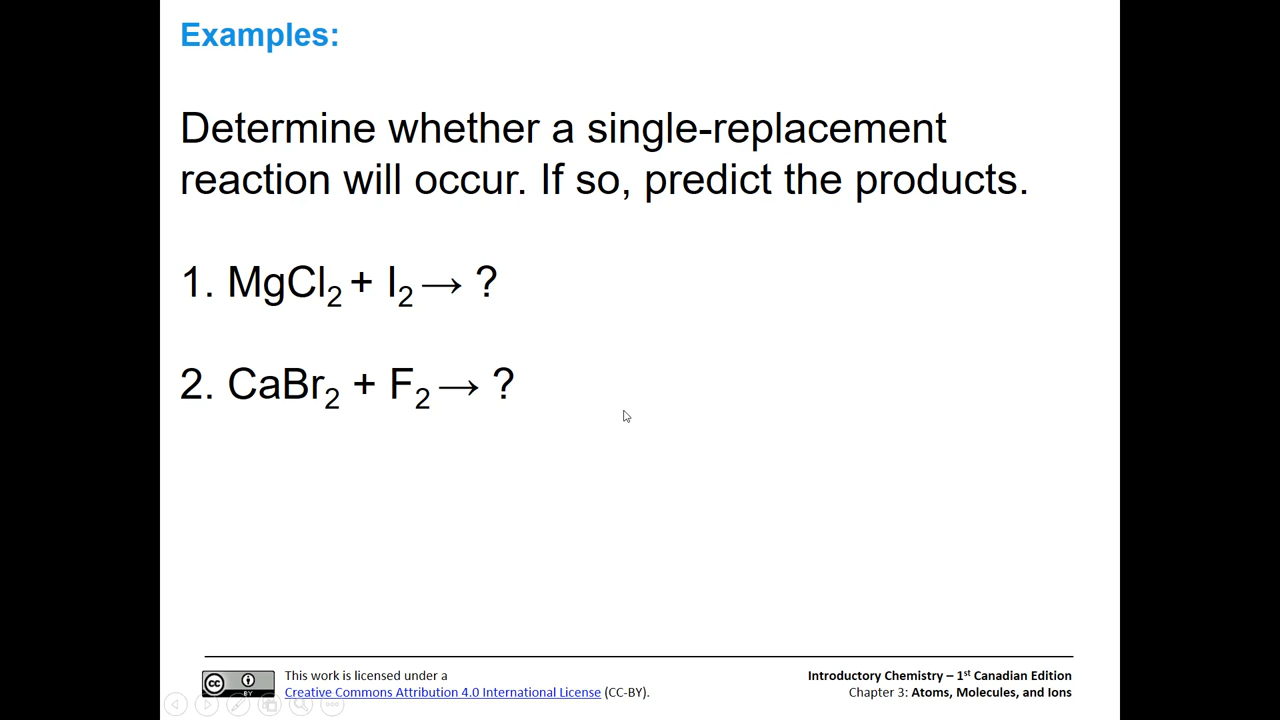 Examples:
Determine whether a single-replacement
reaction will occur. If so, predict the products.
1. MgCl₂ + I₂ → ?
2. CaBr₂ + F₂ → ?
cc BY
This work is licensed under a
Creative Commons Attribution 4.0 International License (CC-BY).
Introductory Chemistry – 1st Canadian Edition
Chapter 3: Atoms, Molecules, and Ions